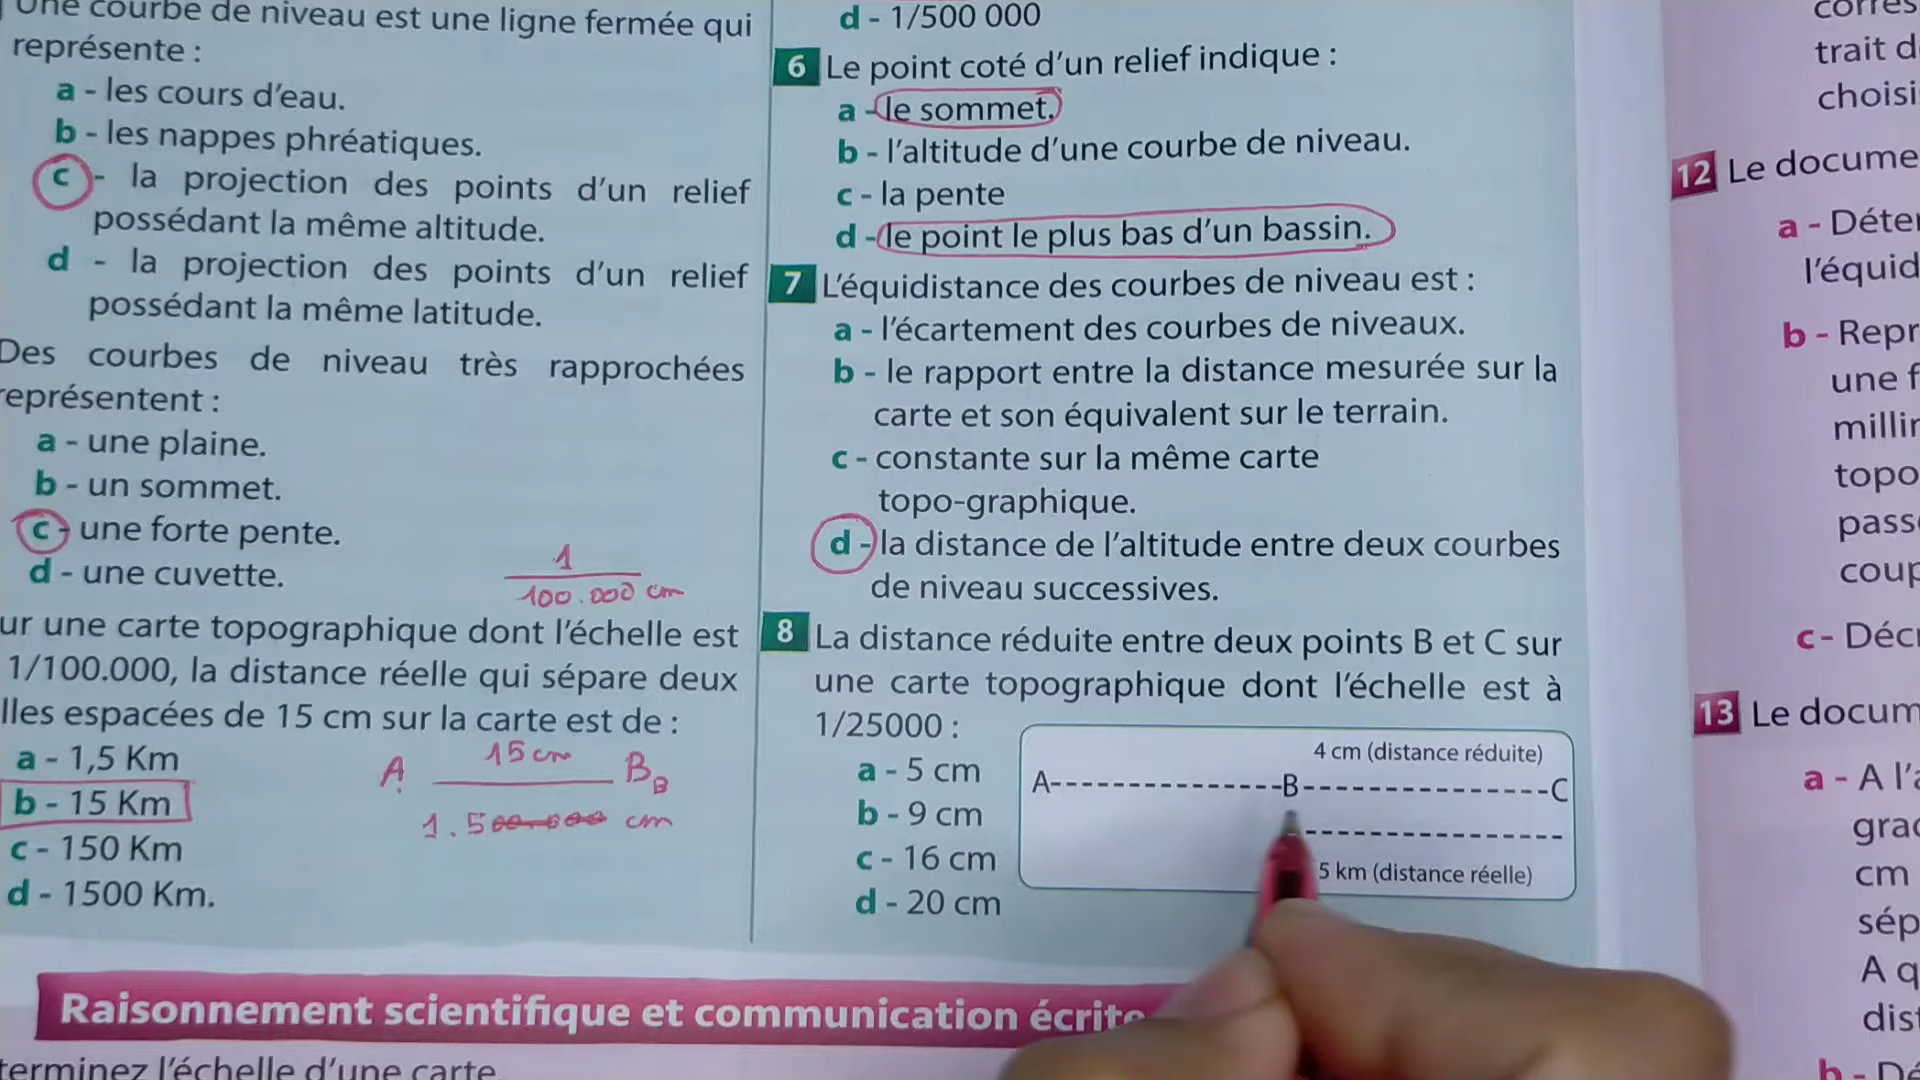 Une courbe de niveau est une ligne fermée qui
représente :
a - les cours d'eau.
b - les nappes phréatiques.
c - la projection des points d'un relief
possédant la même altitude.
d - la projection des points d'un relief
possédant la même latitude.
Des courbes de niveau très rapprochées
représentent :
a - une plaine.
b - un sommet.
c - une forte pente.
d - une cuvette.
1
100.000 cm
ur une carte topographique dont l'échelle est
1/100.000, la distance réelle qui sépare deux
lles espacées de 15 cm sur la carte est de :
a - 1,5 Km
b - 15 Km
c - 150 Km
d - 1500 Km.
A 15 cm B B
1.500.000 cm
d - 1/500 000
6 Le point coté d'un relief indique :
a - le sommet.
b - l'altitude d'une courbe de niveau.
c - la pente
d - le point le plus bas d'un bassin.
7 L'équidistance des courbes de niveau est :
a - l'écartement des courbes de niveaux.
b - le rapport entre la distance mesurée sur la
carte et son équivalent sur le terrain.
c - constante sur la même carte
topo-graphique.
d - la distance de l'altitude entre deux courbes
de niveau successives.
8 La distance réduite entre deux points B et C sur
une carte topographique dont l'échelle est à
1/25000 :
a - 5 cm
b - 9 cm
c - 16 cm
d - 20 cm
4 cm (distance réduite)
A---------------B----------------C
5 km (distance réelle)
Raisonnement scientifique et communication écrite
terminez l'échelle d'une carte
corres
trait d
choisi
12 Le docume
a - Déter
l'équid
b - Repr
une f
millir
topo
pass
coup
c - Décr
13 Le docum
a - A l'a
grac
cm
sép
A q
dist
b - Dé